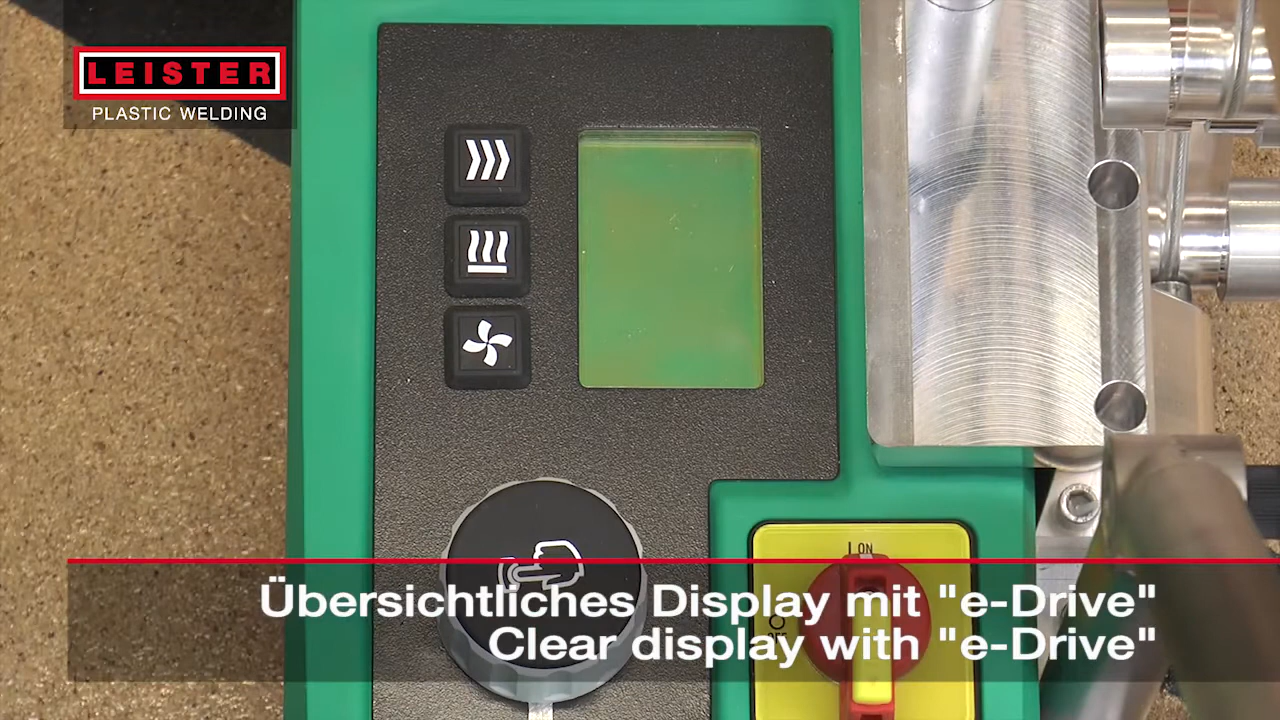 LEISTER
PLASTIC WELDING
I ON
Übersichtliches Display mit "e-Drive"
Clear display with "e-Drive"